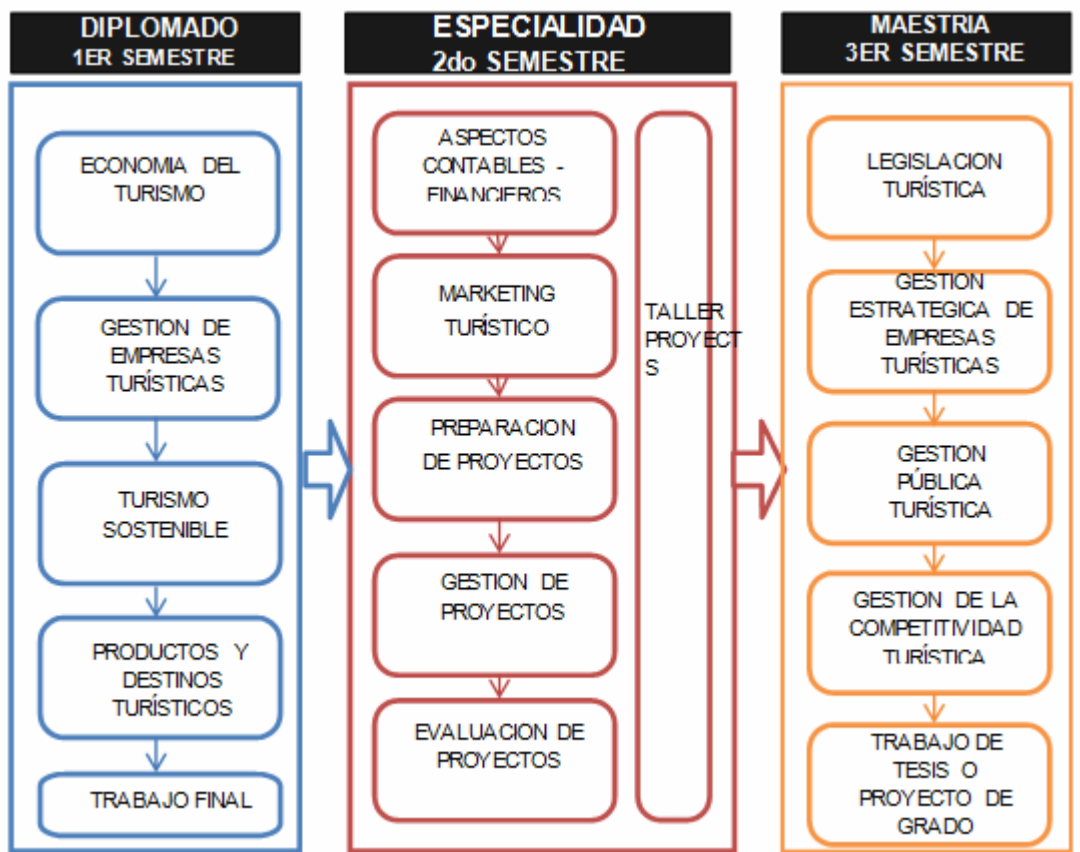 DIPLOMADO
1ER SEMESTRE
ECONOMIA DEL
TURISMO
GESTION DE
EMPRESAS
TURÍSTICAS
TURISMO
SOSTENIBLE
PRODUCTOS Y
DESTINOS
TURÍSTICOS
TRABAJO FINAL
ESPECIALIDAD
2do SEMESTRE
ASPECTOS
CONTABLES -
FINANCIEROS
MARKETING
TURÍSTICO
PREPARACION
DE PROYECTOS
GESTION DE
PROYECTOS
EVALUACION DE
PROYECTOS
TALLER
PROYECT
S
MAESTRIA
3ER SEMESTRE
LEGISLACION
TURÍSTICA
GESTION
ESTRATEGICA DE
EMPRESAS
TURÍSTICAS
GESTION
PÚBLICA
TURÍSTICA
GESTION DE LA
COMPETITIVIDAD
TURÍSTICA
TRABAJO DE
TESIS O
PROYECTO DE
GRADO